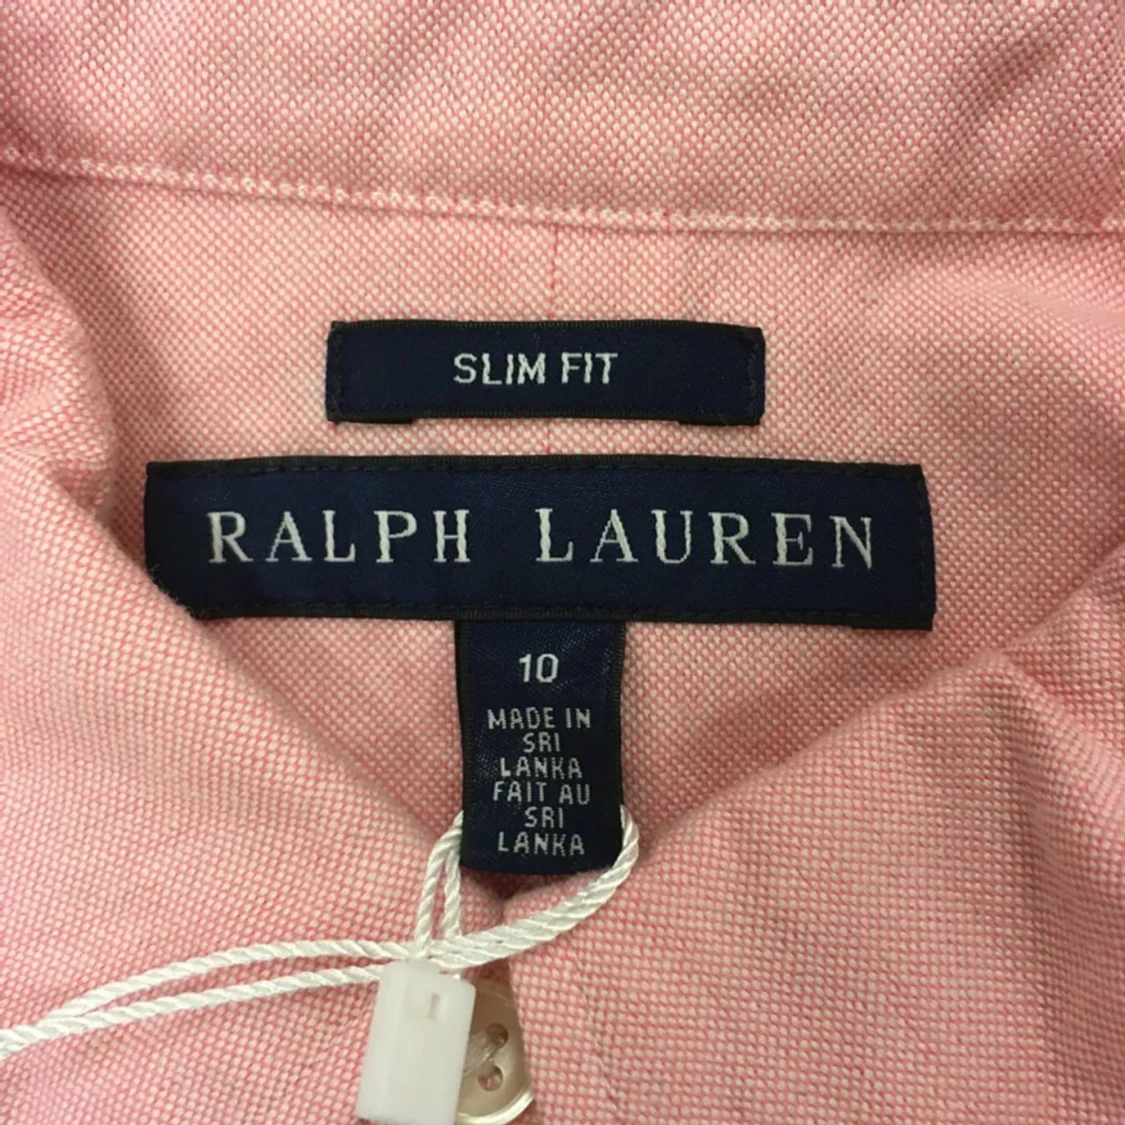 SLIM FIT
RALPH LAUREN
10
MADE IN
SRI
LANKA
FAIT AU
SRI
LANKA